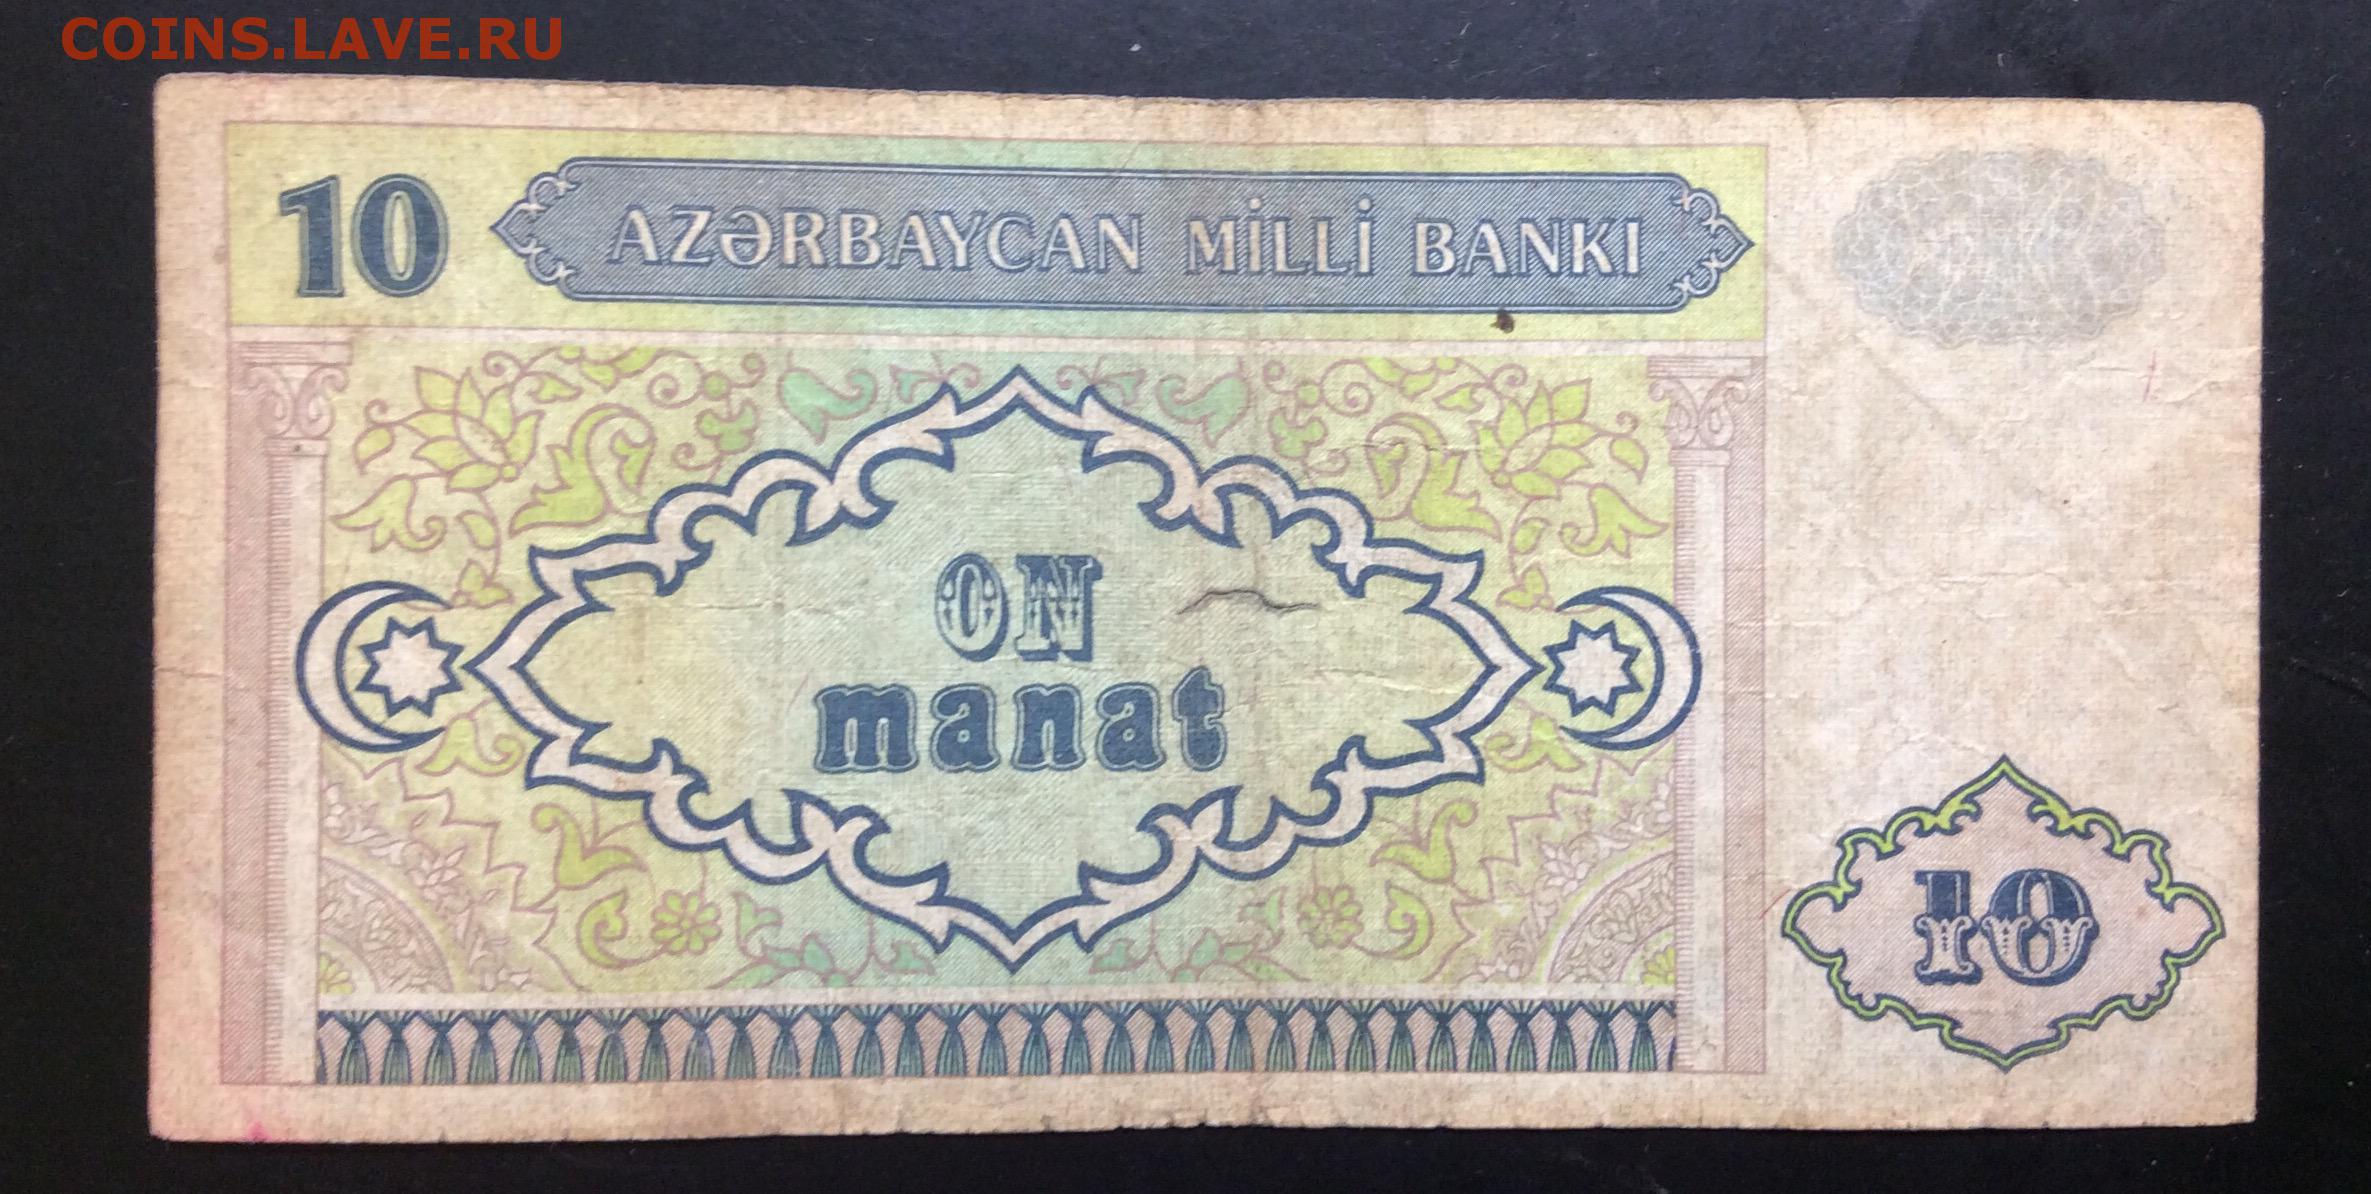 COINS.LAVE.RU
10 AZƏRBAYCAN MİLLİ BANKI
ON
manat
10